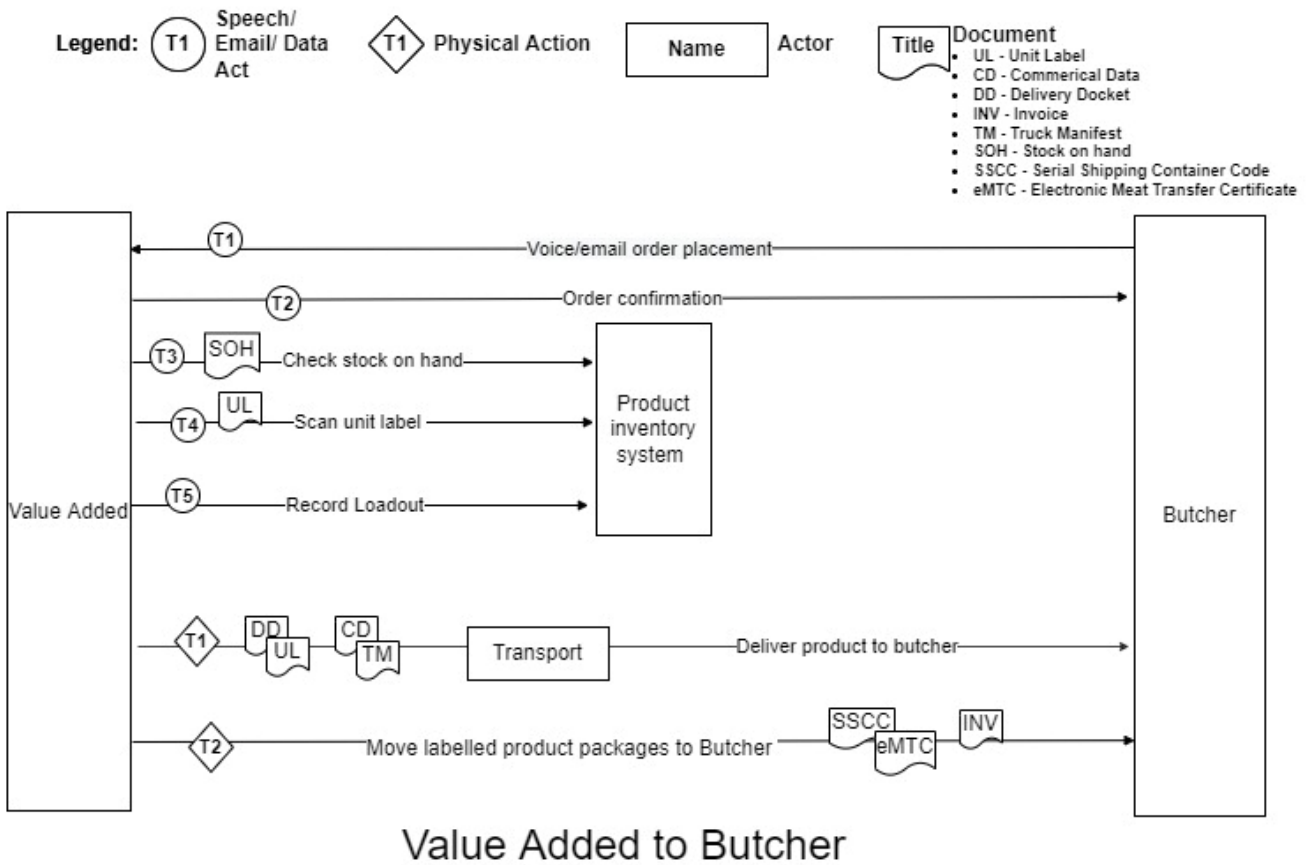 Legend:
T1
Speech/
Email/ Data
Act
T1
Physical Action
Name
Actor
Title
Document
• UL - Unit Label
• CD - Commerical Data
• DD - Delivery Docket
• INV - Invoice
• TM - Truck Manifest
• SOH - Stock on hand
• SSCC - Serial Shipping Container Code
• eMTC - Electronic Meat Transfer Certificate
T1
Voice/email order placement
T2
Order confirmation
T3
SOH
Check stock on hand
T4
UL
Scan unit label
Product
inventory
system
T5
Record Loadout
Value Added
Butcher
T1
DD
UL
CD
TM
Transport
Deliver product to butcher
T2
Move labelled product packages to Butcher
SSCC
eMTC
INV
Value Added to Butcher